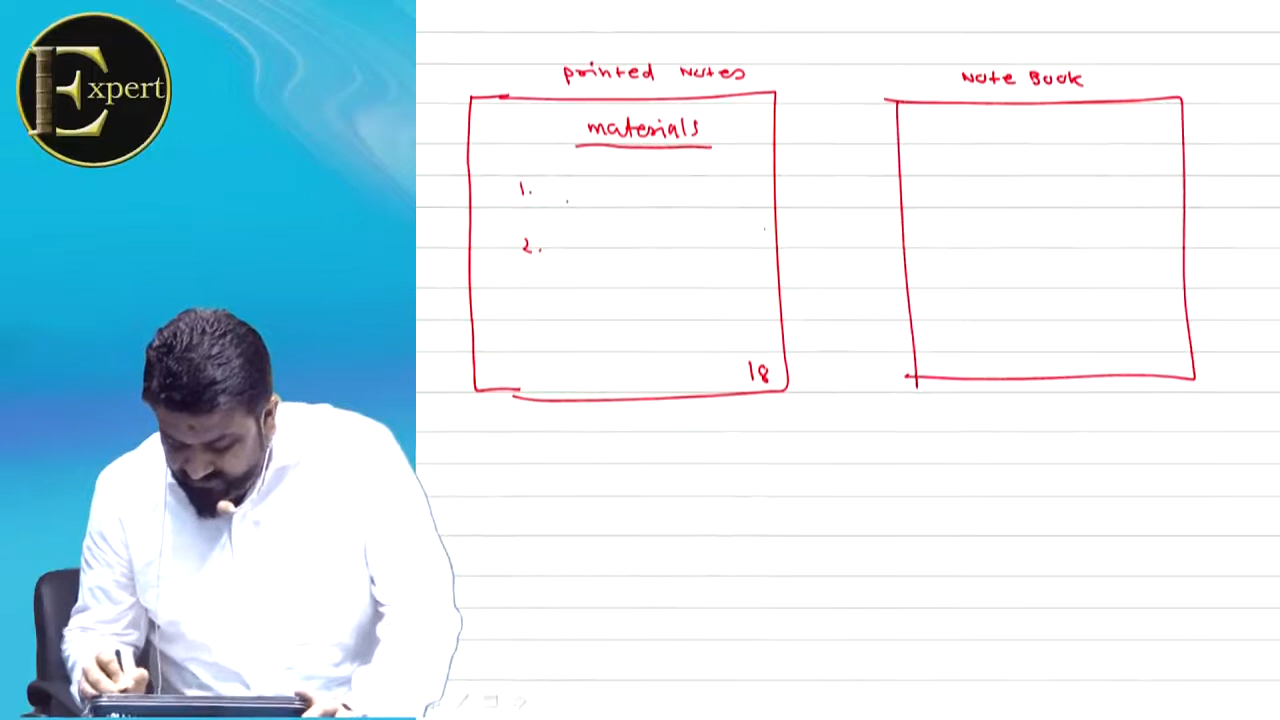 Expert
printed Notes
Note Book
materials
1.
2.
18